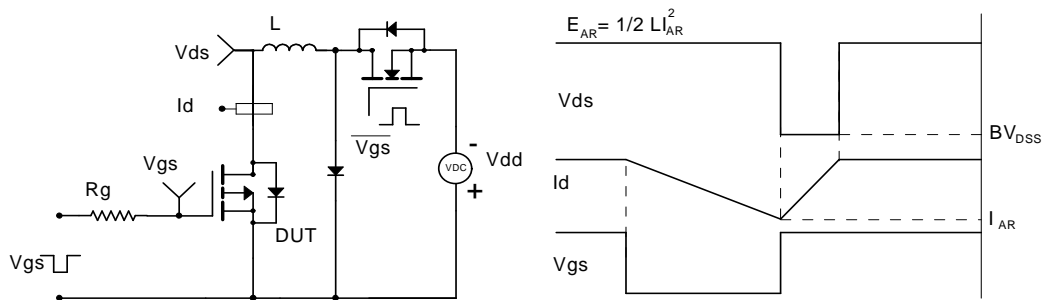 L
Vds
Id
Vgs
Vgs
Rg
DUT
Vgs
VDC
-
+
Vdd
E_AR = 1/2 LI_AR^2
Vds
BV_DSS
Id
I_AR
Vgs